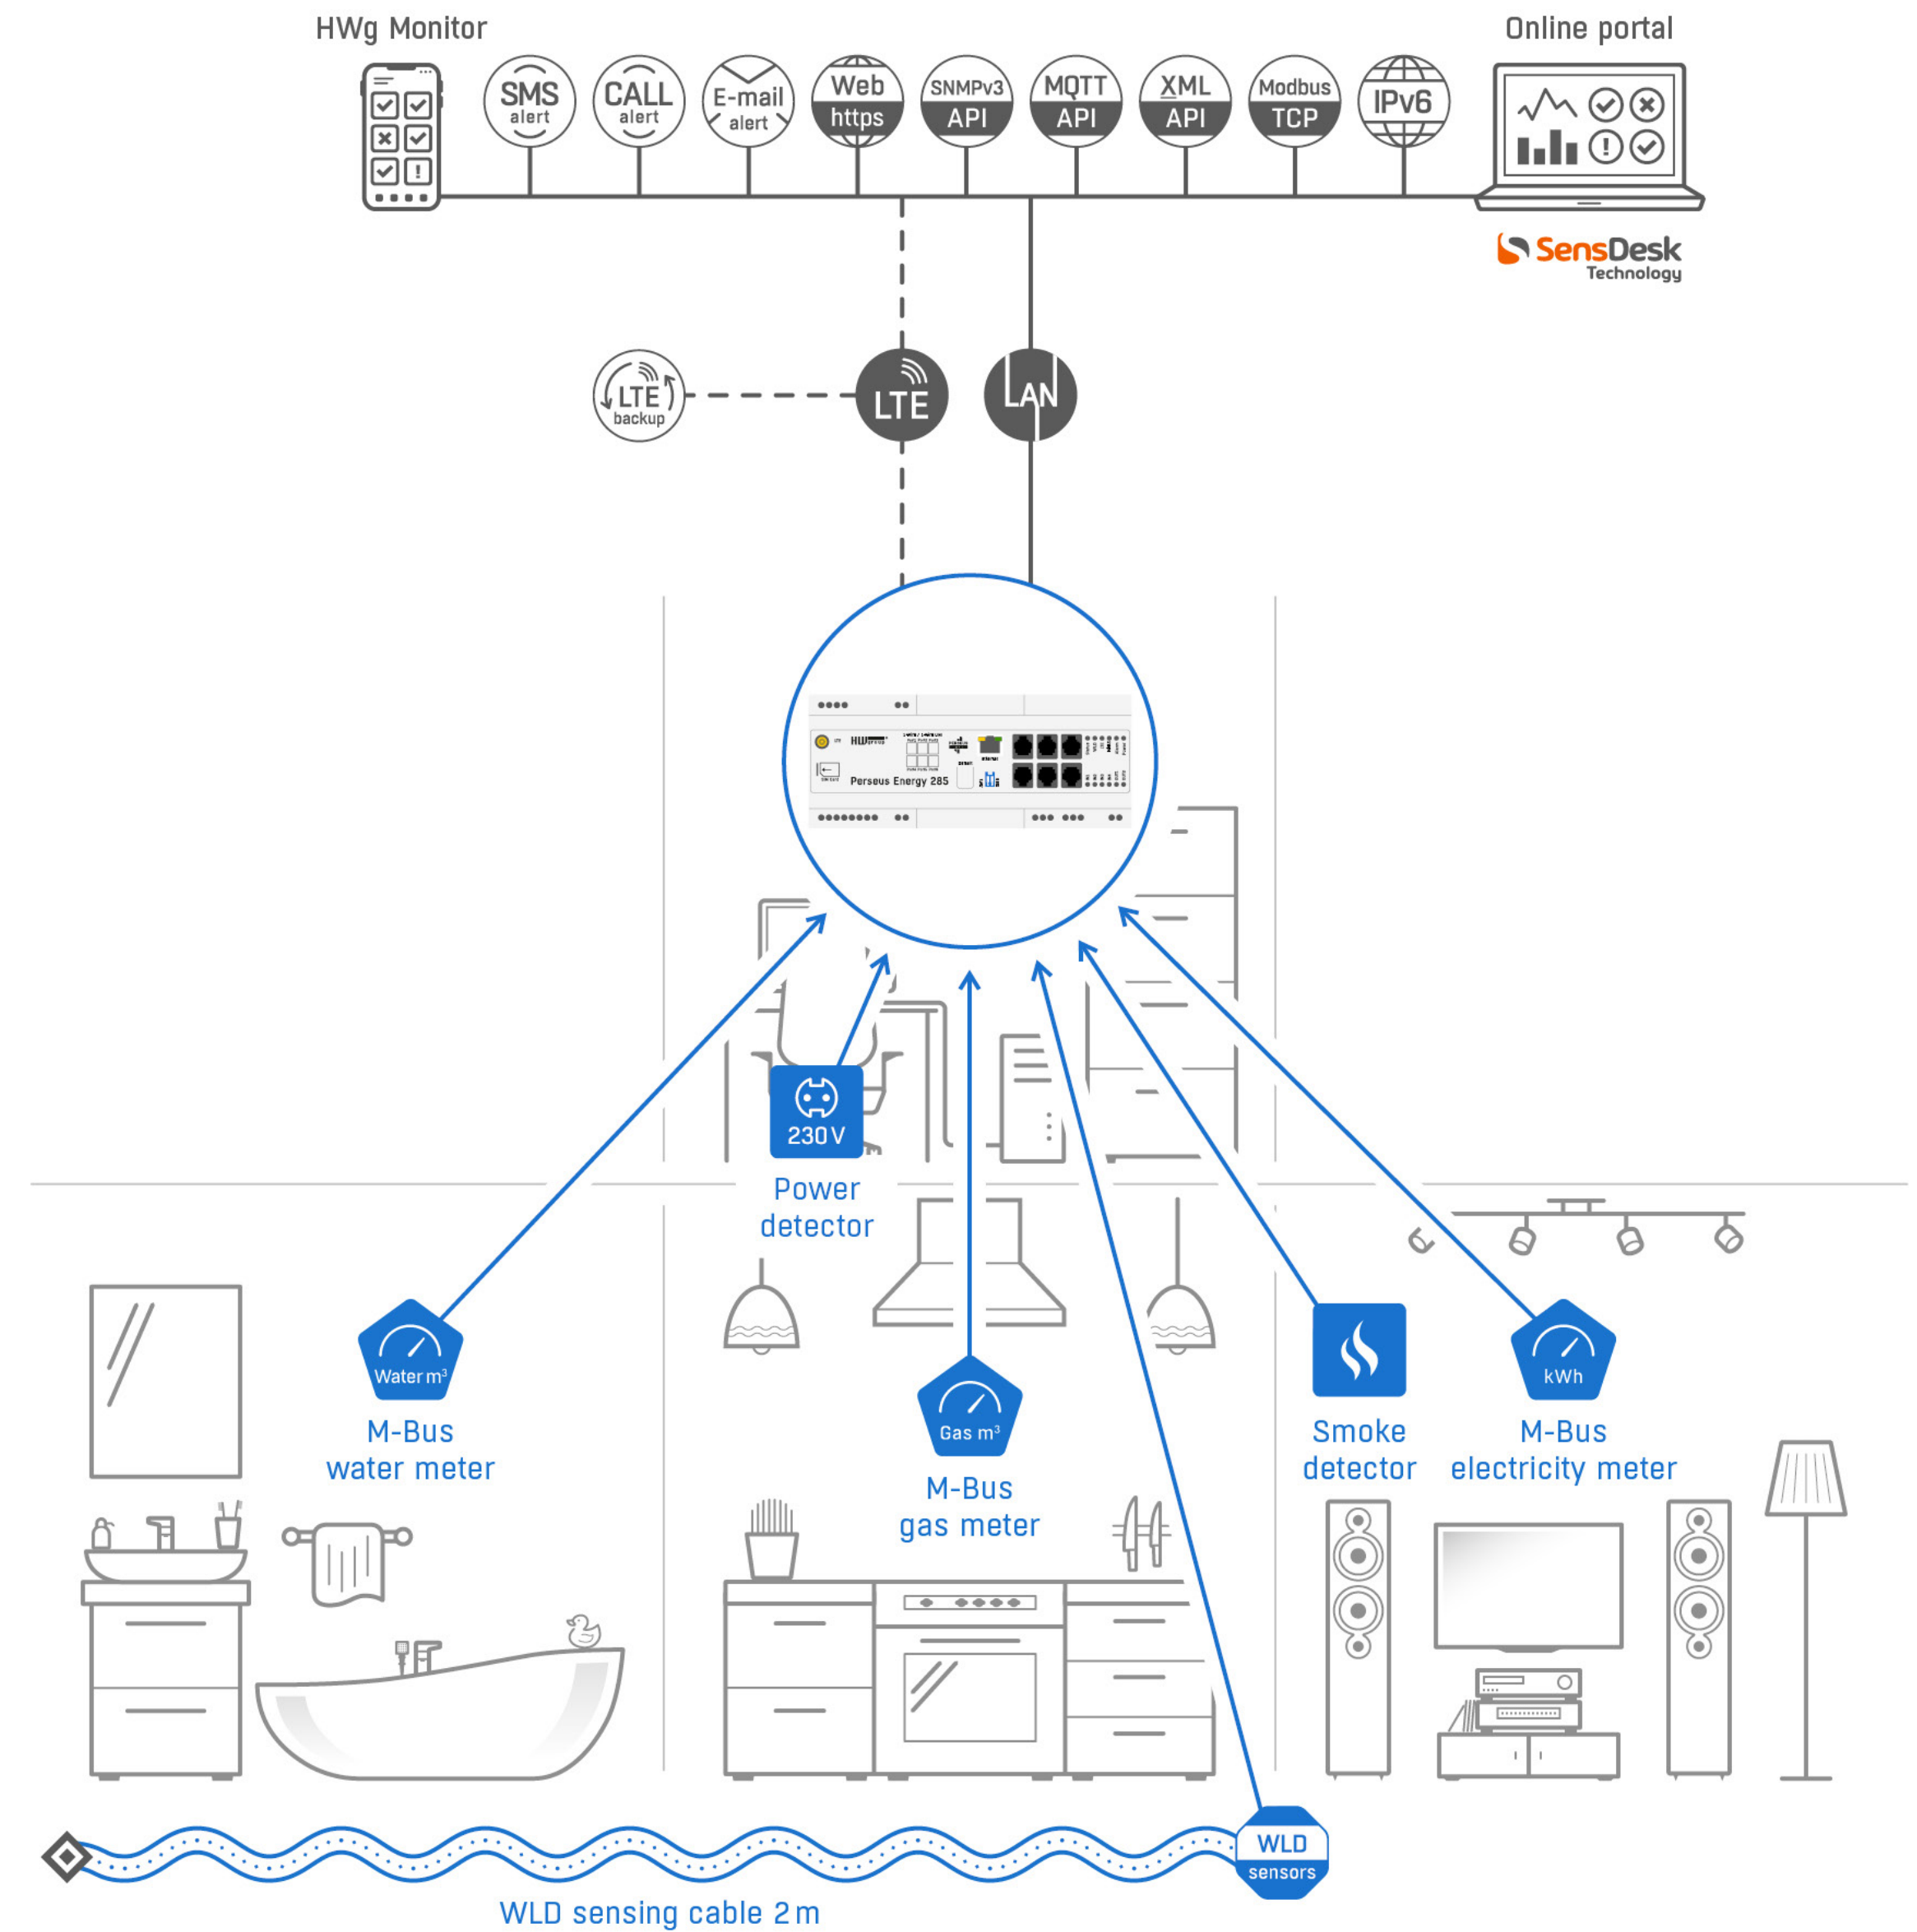 HWg Monitor
Online portal
SMS
alert
CALL
alert
E-mail
alert
Web
https
SNMPv3
API
MQTT
API
XML
API
Modbus
TCP
IPv6
SensDesk
Technology
LTE
backup
LTE
LAN
Perseus Energy 285
230 V
Power
detector
Water m³
M-Bus
water meter
Gas m³
M-Bus
gas meter
Smoke
detector
kWh
M-Bus
electricity meter
WLD
sensors
WLD sensing cable 2 m